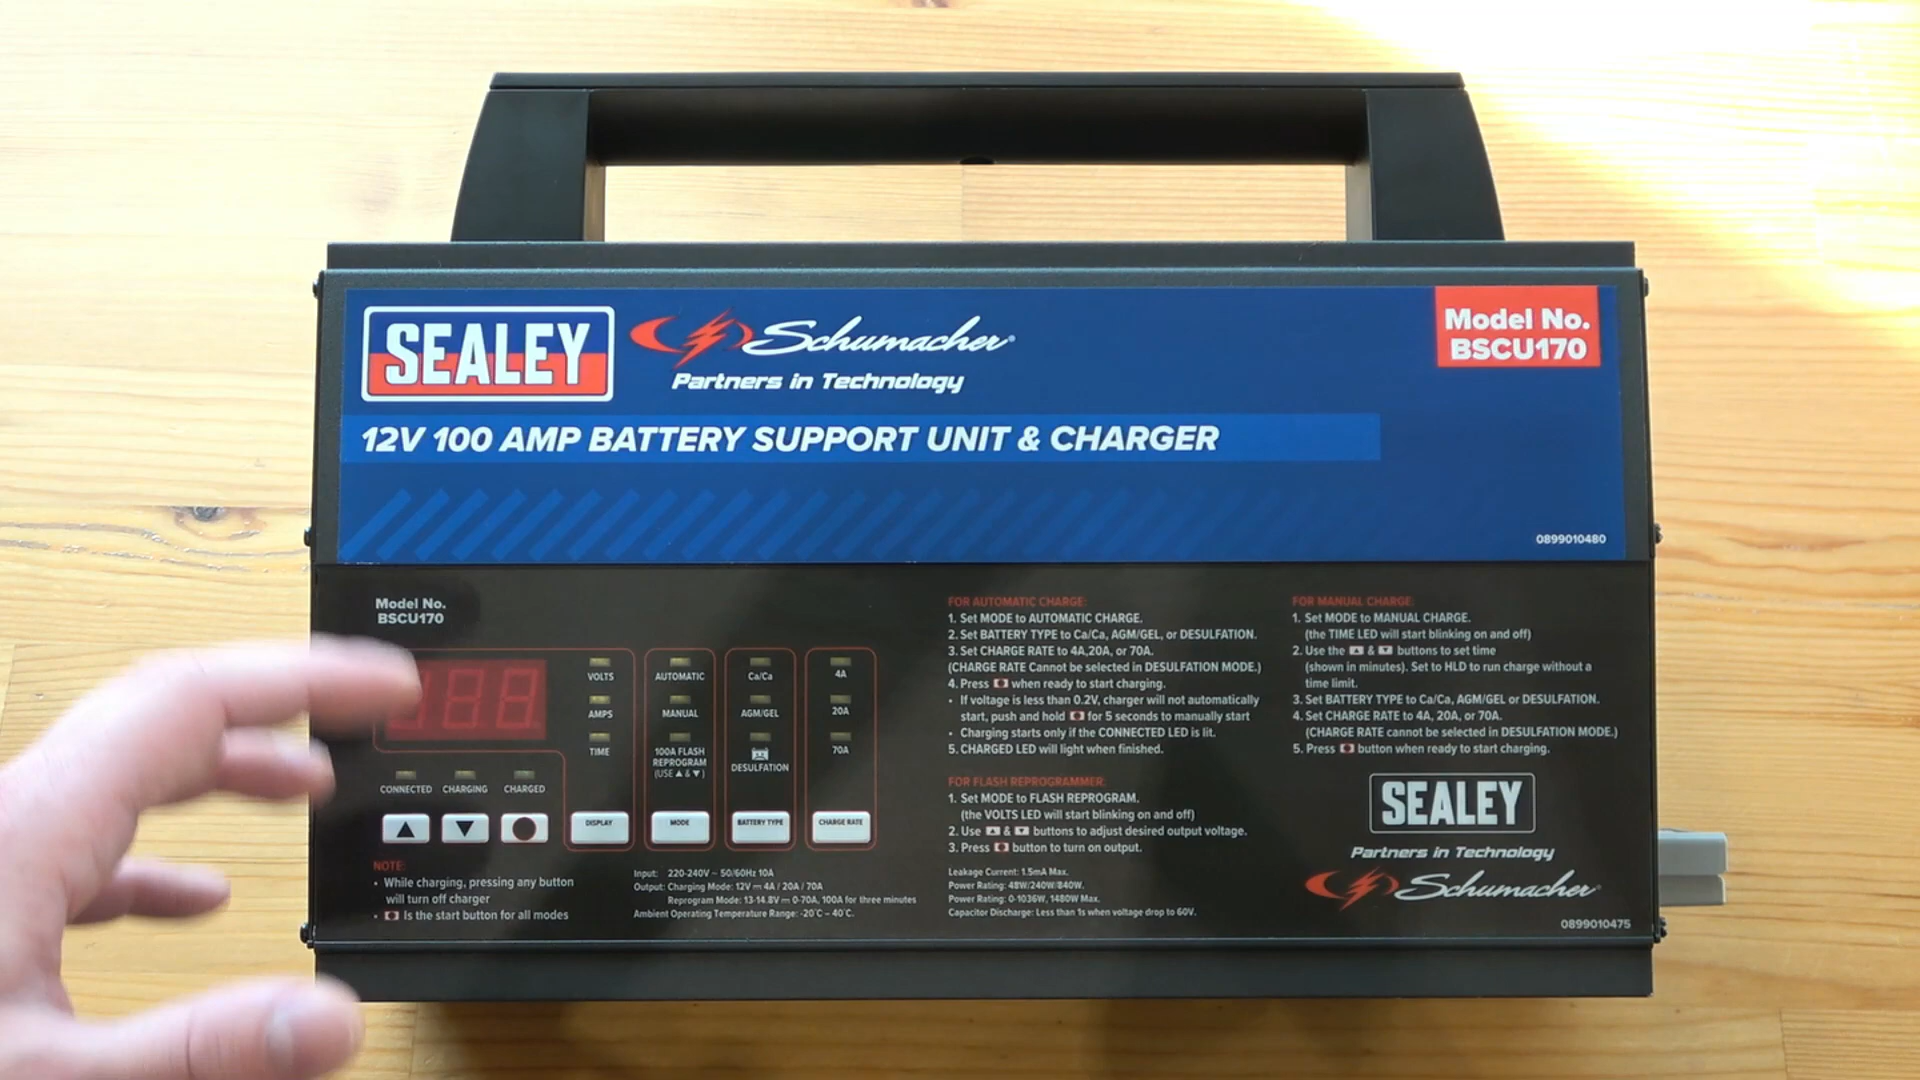 SEALEY
Schumacher®
Partners in Technology
Model No.
BSCU170
12V 100 AMP BATTERY SUPPORT UNIT & CHARGER
0899010480
Model No.
BSCU170
VOLTS
AMPS
TIME
AUTOMATIC
MANUAL
100A FLASH
REPROGRAM
(USE ▲ & ▼)
Ca/Ca
AGM/GEL
DESULFATION
4A
20A
70A
CONNECTED
CHARGING
CHARGED
DISPLAY
MODE
BATTERY TYPE
CHARGE RATE
NOTE:
• While charging, pressing any button
will turn off charger
• Is the start button for all modes
Input: 220-240V ~ 50/60Hz 10A
Output: Charging Mode: 12V ⎓ 4A / 20A / 70A
Reprogram Mode: 13-14.8V ⎓ 0-70A, 100A for three minutes
Ambient Operating Temperature Range: -20°C ~ 40°C.
FOR AUTOMATIC CHARGE:
1. Set MODE to AUTOMATIC CHARGE.
2. Set BATTERY TYPE to Ca/Ca, AGM/GEL, or DESULFATION.
3. Set CHARGE RATE to 4A,20A, or 70A.
(CHARGE RATE Cannot be selected in DESULFATION MODE.)
4. Press when ready to start charging.
• If voltage is less than 0.2V, charger will not automatically
start, push and hold for 5 seconds to manually start
• Charging starts only if the CONNECTED LED is lit.
5. CHARGED LED will light when finished.
FOR FLASH REPROGRAMMER:
1. Set MODE to FLASH REPROGRAM.
(the VOLTS LED will start blinking on and off)
2. Use ▲ & ▼ buttons to adjust desired output voltage.
3. Press button to turn on output.
Leakage Current: 1.5mA Max.
Power Rating: 48W/240W/840W.
Power Rating: 0-1036W, 1480W Max.
Capacitor Discharge: Less than 1s when voltage drop to 60V.
FOR MANUAL CHARGE:
1. Set MODE to MANUAL CHARGE.
(the TIME LED will start blinking on and off)
2. Use the ▲ & ▼ buttons to set time
(shown in minutes). Set to HLD to run charge without a
time limit.
3. Set BATTERY TYPE to Ca/Ca, AGM/GEL or DESULFATION.
4. Set CHARGE RATE to 4A, 20A, or 70A.
(CHARGE RATE cannot be selected in DESULFATION MODE.)
5. Press button when ready to start charging.
SEALEY
Partners in Technology
Schumacher®
0899010475